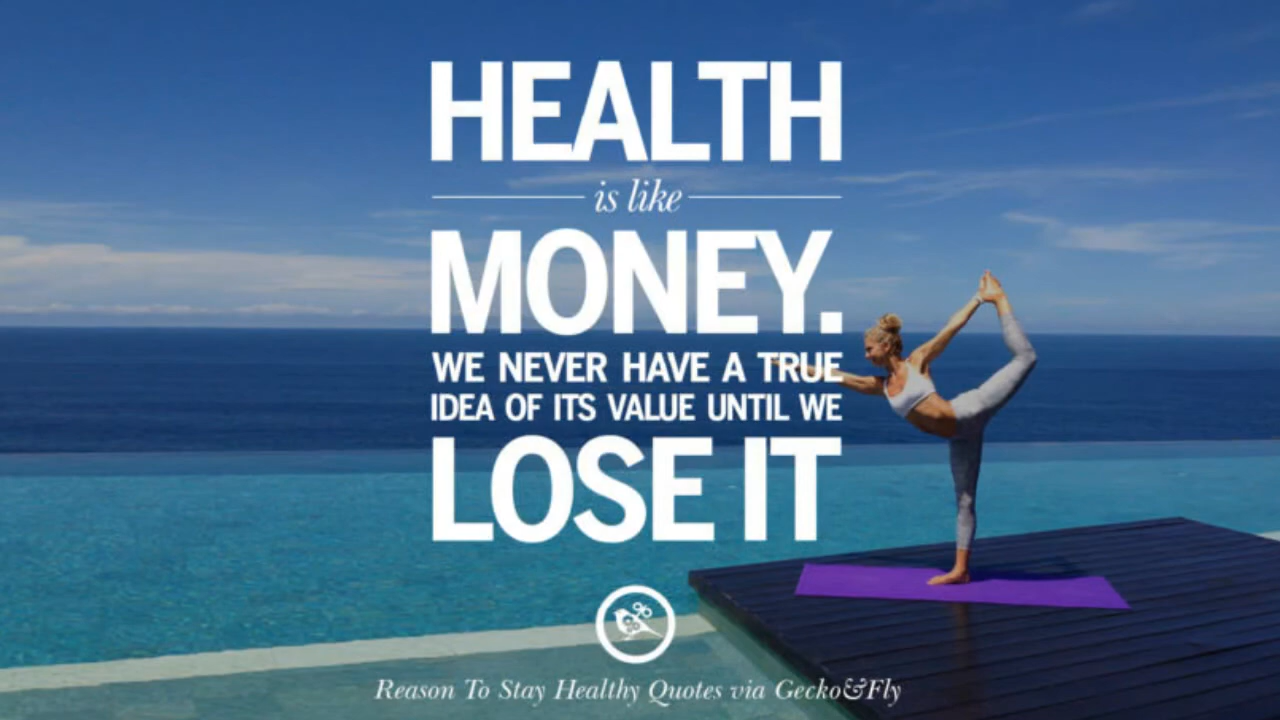 HEALTH
is like
MONEY.
WE NEVER HAVE A TRUE
IDEA OF ITS VALUE UNTIL WE
LOSE IT
Reason To Stay Healthy Quotes via Gecko&Fly